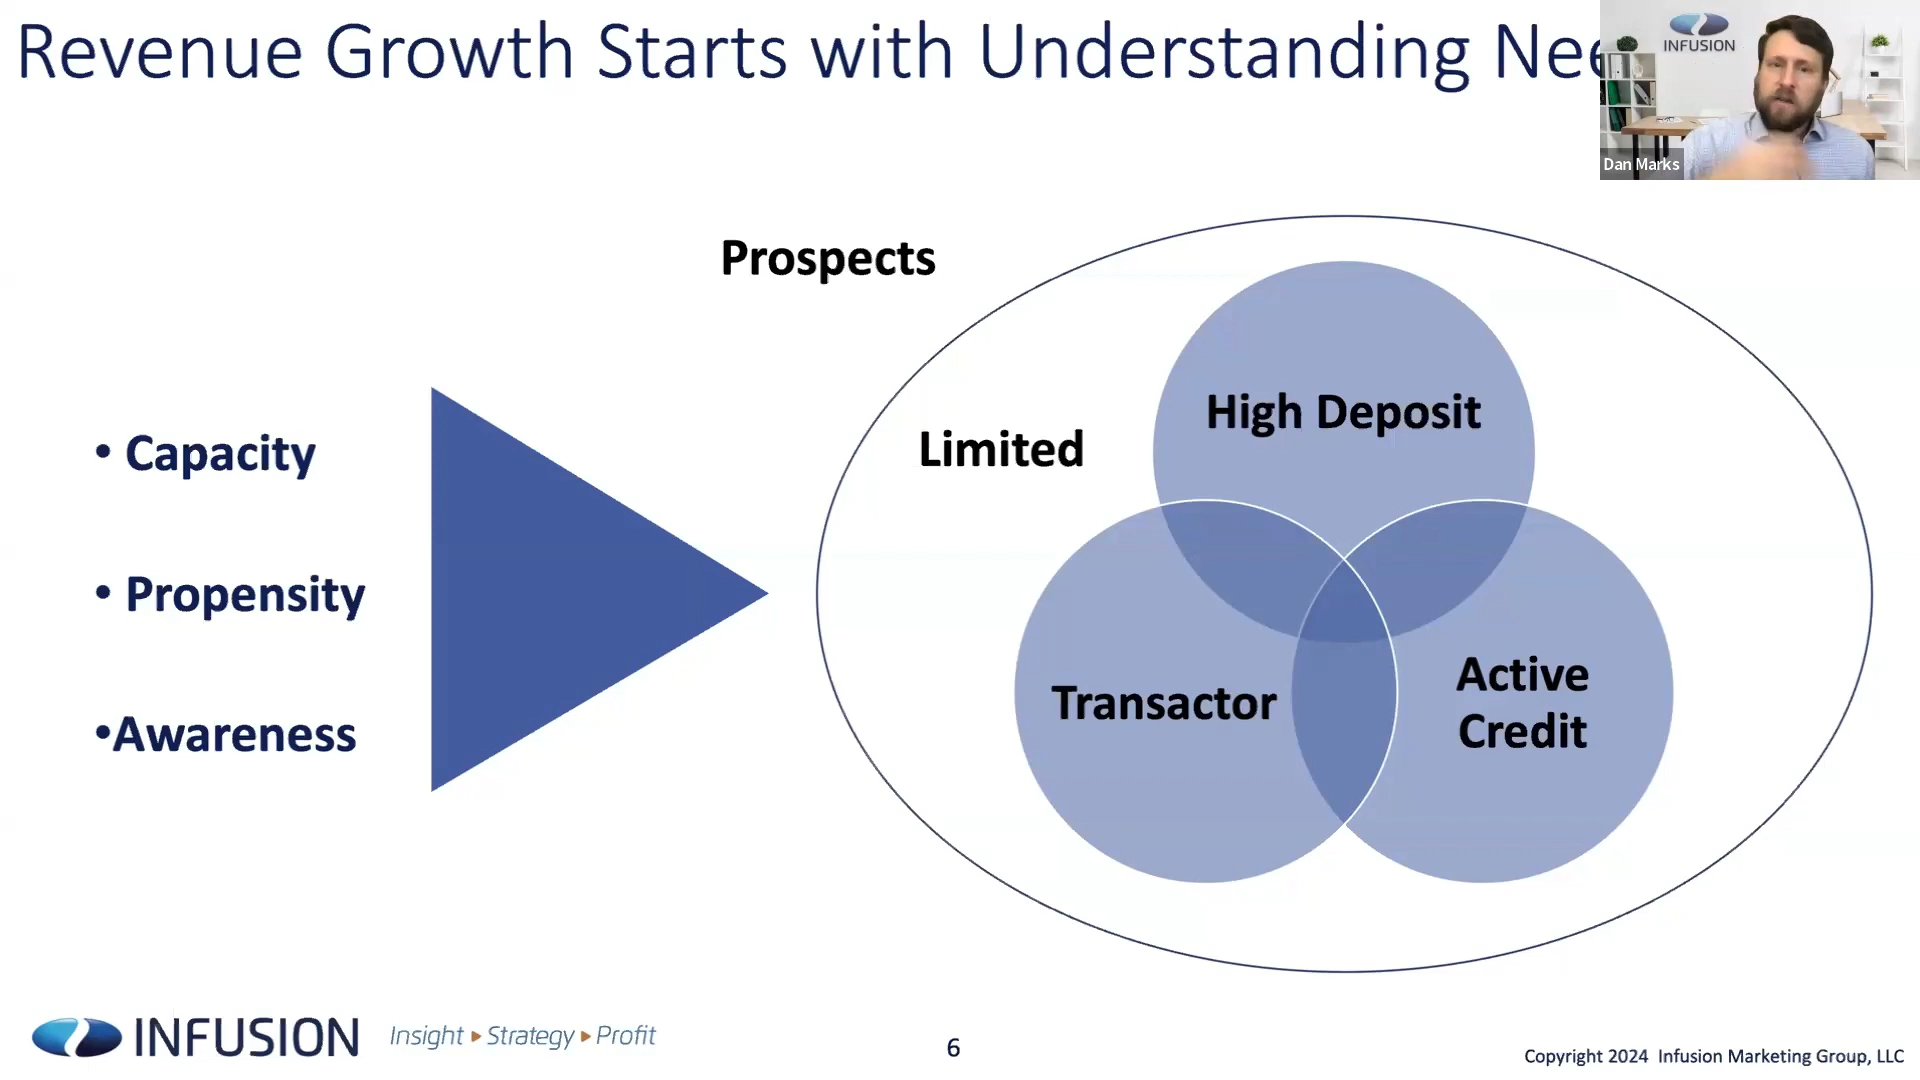 Revenue Growth Starts with Understanding Nee
INFUSION
Dan Marks
Prospects
High Deposit
Limited
• Capacity
• Propensity
•Awareness
Transactor
Active
Credit
INFUSION Insight ▸ Strategy ▸ Profit
6
Copyright 2024 Infusion Marketing Group, LLC